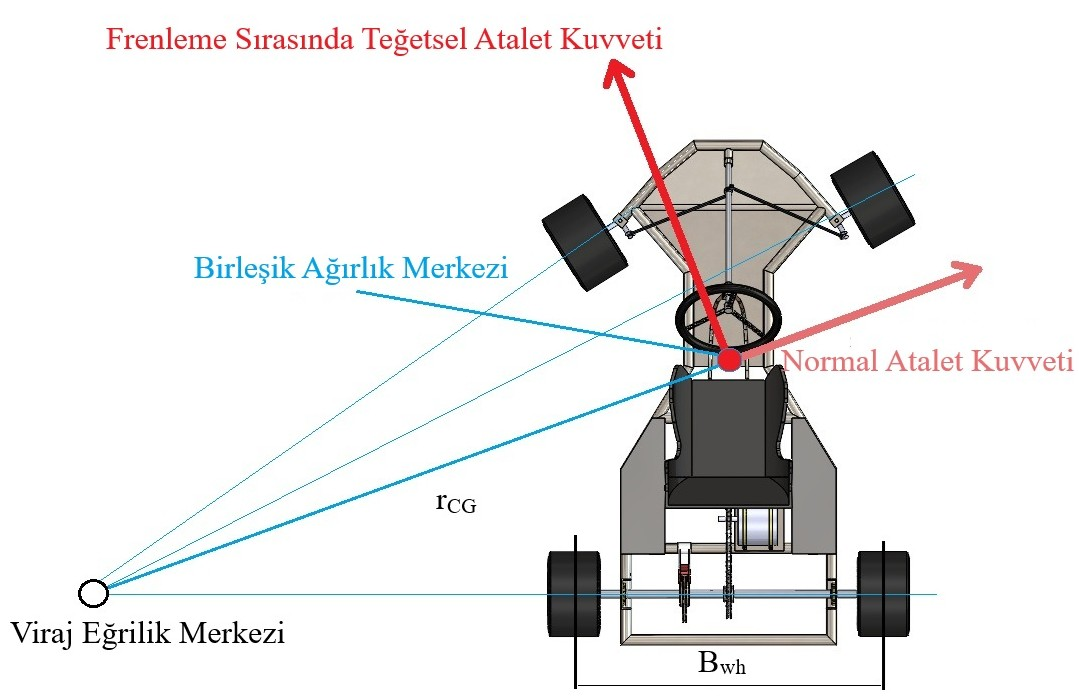 Frenleme Sırasında Teğetsel Atalet Kuvveti
Birleşik Ağırlık Merkezi
Normal Atalet Kuvveti
rCG
Viraj Eğrilik Merkezi
Bwh